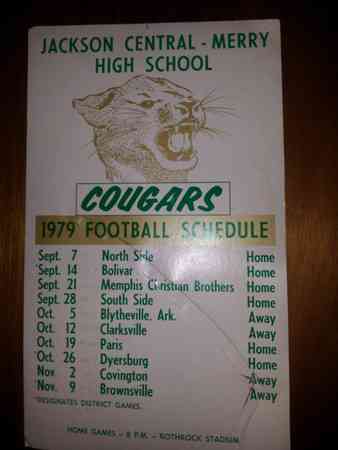 JACKSON CENTRAL - MERRY
HIGH SCHOOL
COUGARS
1979 FOOTBALL SCHEDULE
Sept. 7 North Side Home
*Sept. 14 Bolivar Home
Sept. 21 Memphis Christian Brothers Home
*Sept. 28 South Side Home
Oct. 5 Blytheville, Ark. Away
Oct. 12 Clarksville Away
Oct. 19 Paris Home
*Oct. 26 Dyersburg Home
Nov. 2 Covington Away
Nov. 9 Brownsville Away
*DESIGNATES DISTRICT GAMES.
HOME GAMES - 8 P.M. - ROTHROCK STADIUM